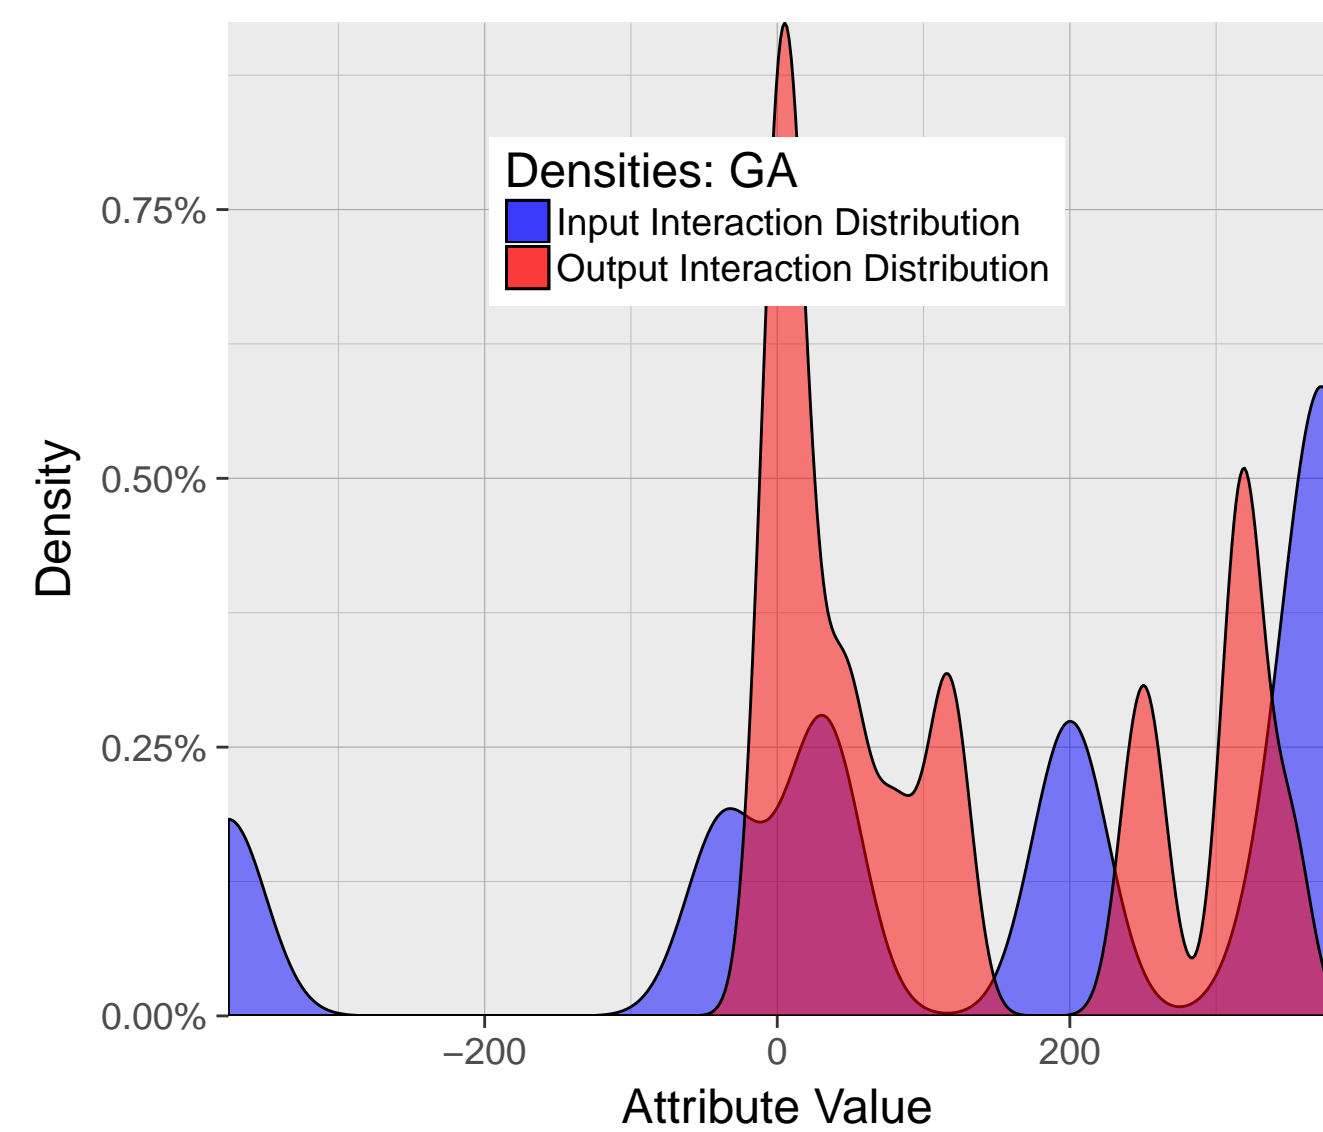 Densities: GA
Input Interaction Distribution
Output Interaction Distribution
Density
0.75%
0.50%
0.25%
0.00%
−200
0
200
Attribute Value